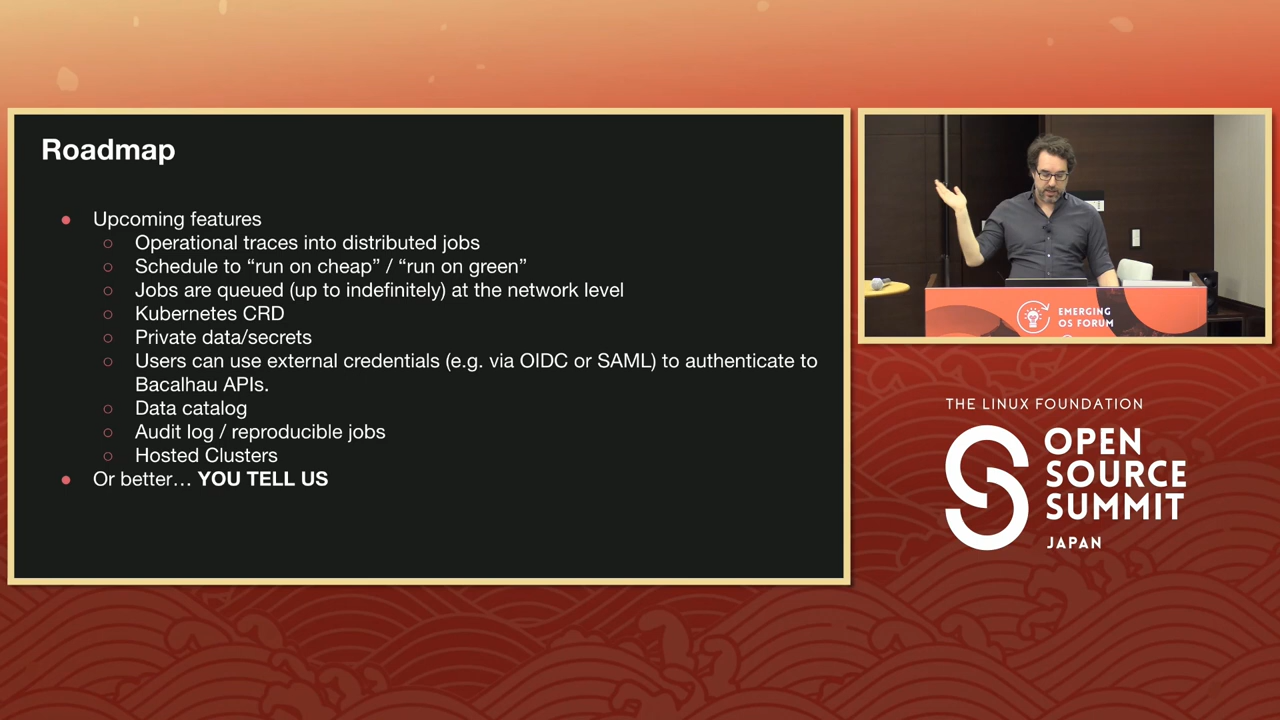 Roadmap
● Upcoming features
○ Operational traces into distributed jobs
○ Schedule to “run on cheap” / “run on green”
○ Jobs are queued (up to indefinitely) at the network level
○ Kubernetes CRD
○ Private data/secrets
○ Users can use external credentials (e.g. via OIDC or SAML) to authenticate to
Bacalhau APIs.
○ Data catalog
○ Audit log / reproducible jobs
○ Hosted Clusters
● Or better… YOU TELL US
EMERGING
OS FORUM
THE LINUX FOUNDATION
OPEN
SOURCE
SUMMIT
JAPAN